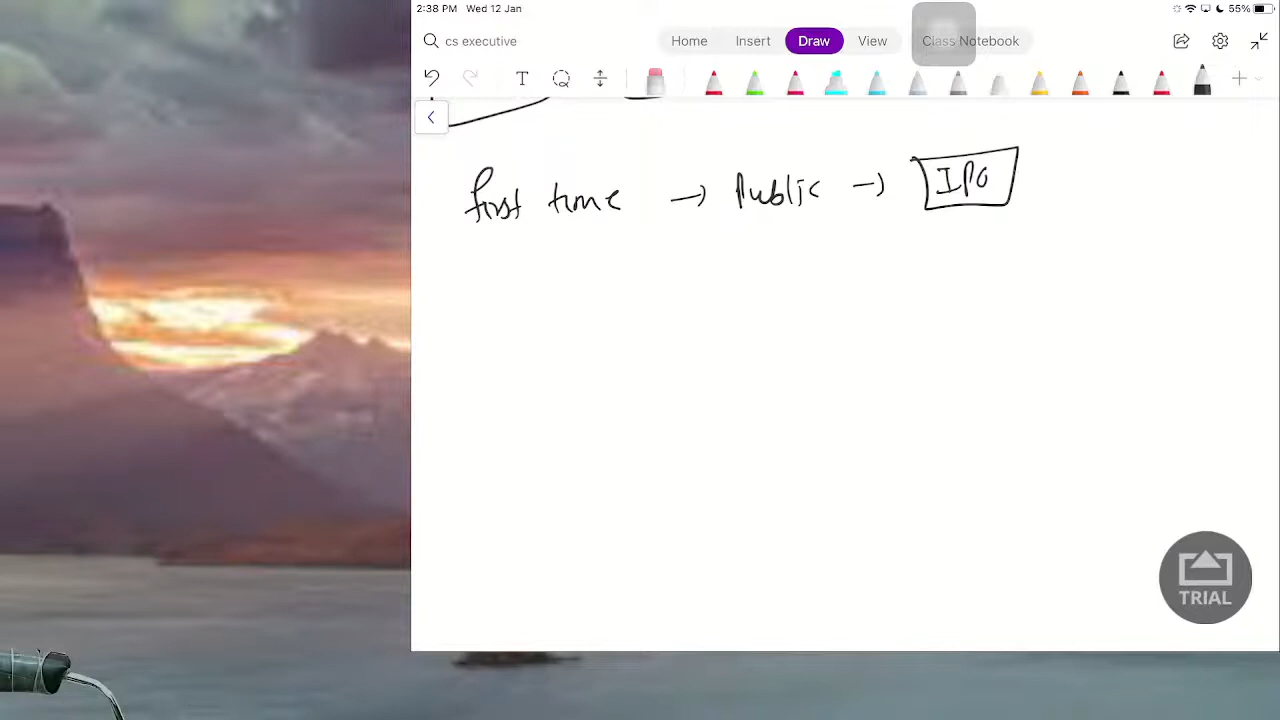 2:38 PM Wed 12 Jan 55%
cs executive Home Insert Draw View Class Notebook
T
first time → Public → IPO
TRIAL